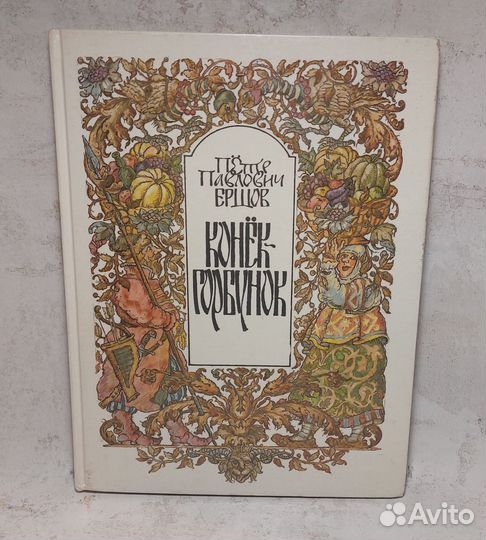 Пётр
Павлович
ЕРШОВ
КОНЁК-
ГОРБУНОК
Avito